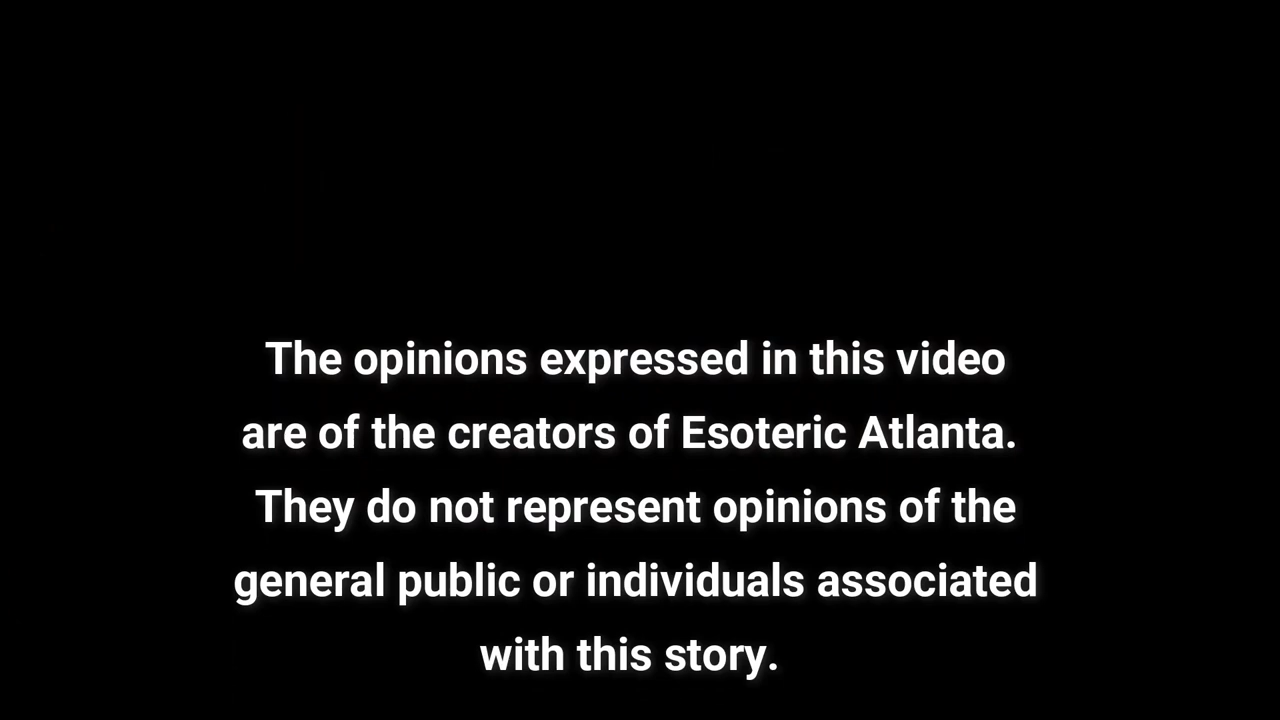 The opinions expressed in this video
are of the creators of Esoteric Atlanta.
They do not represent opinions of the
general public or individuals associated
with this story.